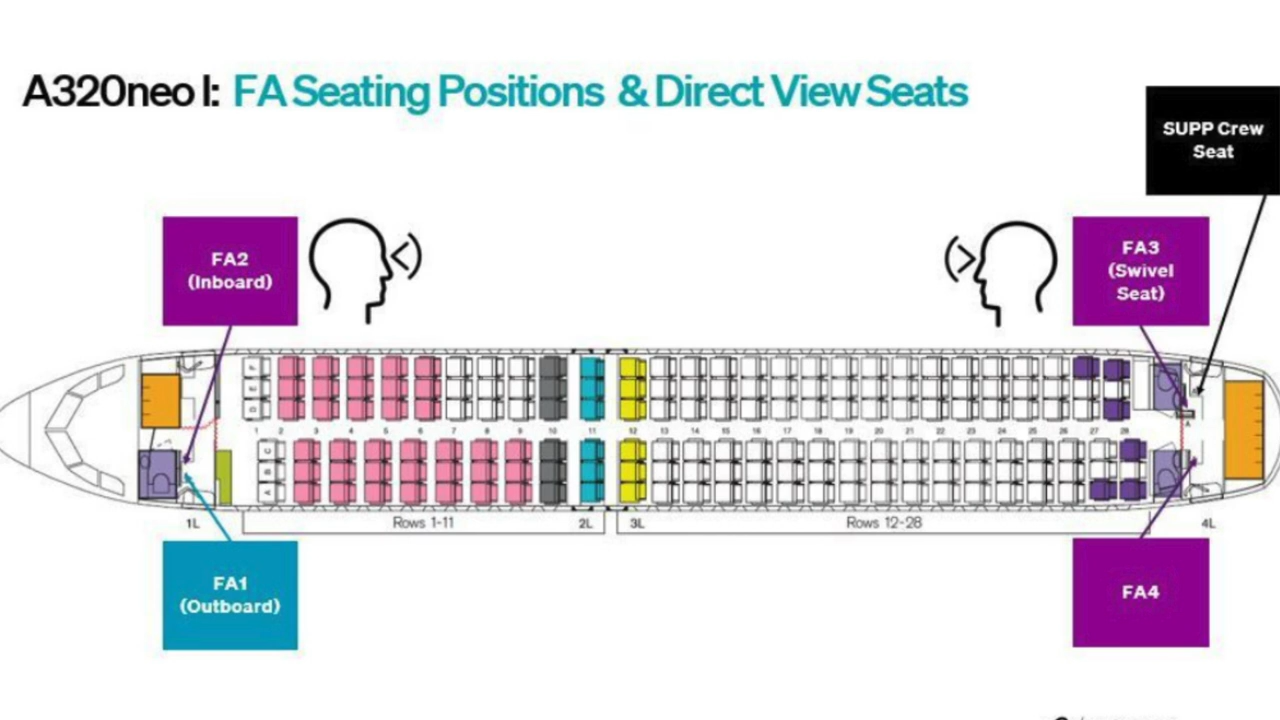 A320neo I: FA Seating Positions & Direct View Seats
SUPP Crew
Seat
FA2
(Inboard)
FA3
(Swivel
Seat)
F
E
D
1 2 3 4 5 6 7 8 9 10 11 12 13 14 15 16 17 18 19 20 21 22 23 24 25 26 27 28
A
C
B
A
1L Rows 1-11 2L 3L Rows 12-28 4L
FA1
(Outboard)
FA4